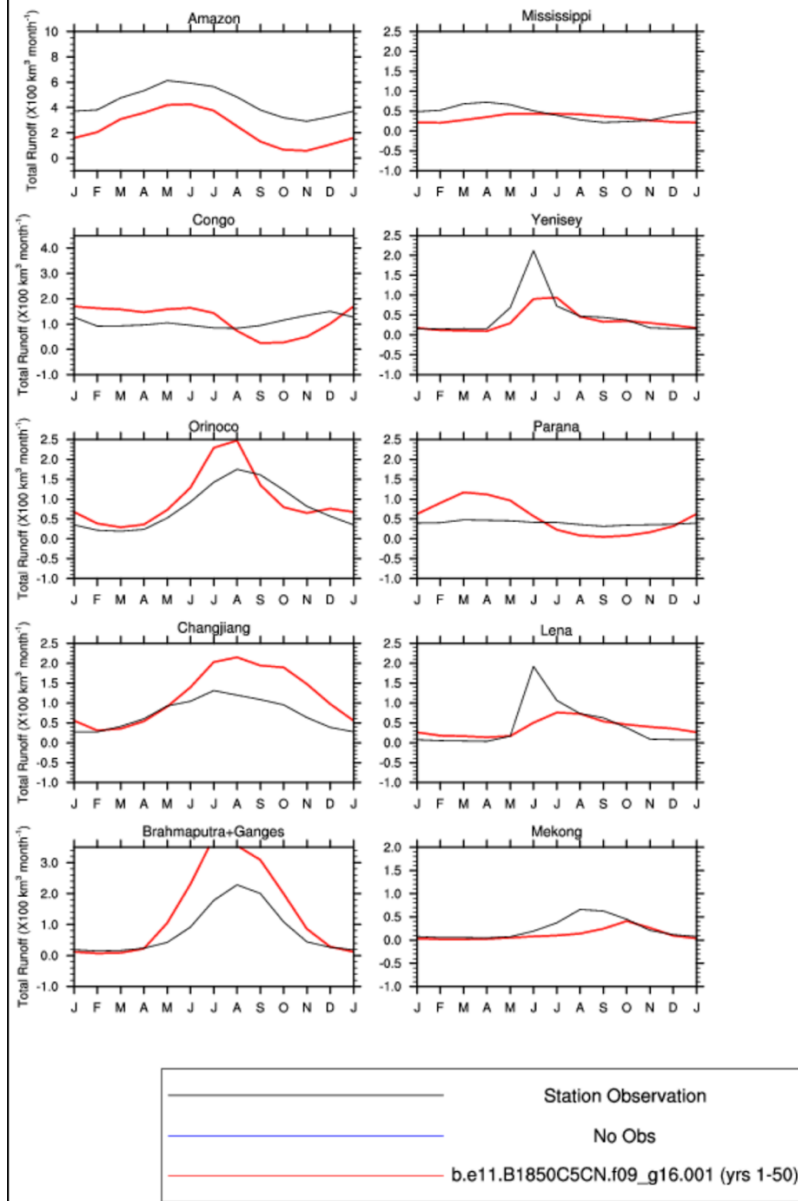 Amazon
Mississippi
Total Runoff (X100 km³ month⁻¹)
10
8
6
4
2
0
2.5
2.0
1.5
1.0
0.5
0.0
-0.5
-1.0
J F M A M J J A S O N D J
J F M A M J J A S O N D J
Congo
Yenisey
Total Runoff (X100 km³ month⁻¹)
4.0
3.0
2.0
1.0
0.0
-1.0
2.5
2.0
1.5
1.0
0.5
0.0
-0.5
-1.0
J F M A M J J A S O N D J
J F M A M J J A S O N D J
Orinoco
Parana
Total Runoff (X100 km³ month⁻¹)
2.5
2.0
1.5
1.0
0.5
0.0
-0.5
-1.0
2.5
2.0
1.5
1.0
0.5
0.0
-0.5
-1.0
J F M A M J J A S O N D J
J F M A M J J A S O N D J
Changjiang
Lena
Total Runoff (X100 km³ month⁻¹)
2.5
2.0
1.5
1.0
0.5
0.0
-0.5
-1.0
2.5
2.0
1.5
1.0
0.5
0.0
-0.5
-1.0
J F M A M J J A S O N D J
J F M A M J J A S O N D J
Brahmaputra+Ganges
Mekong
Total Runoff (X100 km³ month⁻¹)
3.0
2.0
1.0
0.0
-1.0
2.0
1.5
1.0
0.5
0.0
-0.5
-1.0
J F M A M J J A S O N D J
J F M A M J J A S O N D J
Station Observation
No Obs
b.e11.B1850C5CN.f09_g16.001 (yrs 1-50)